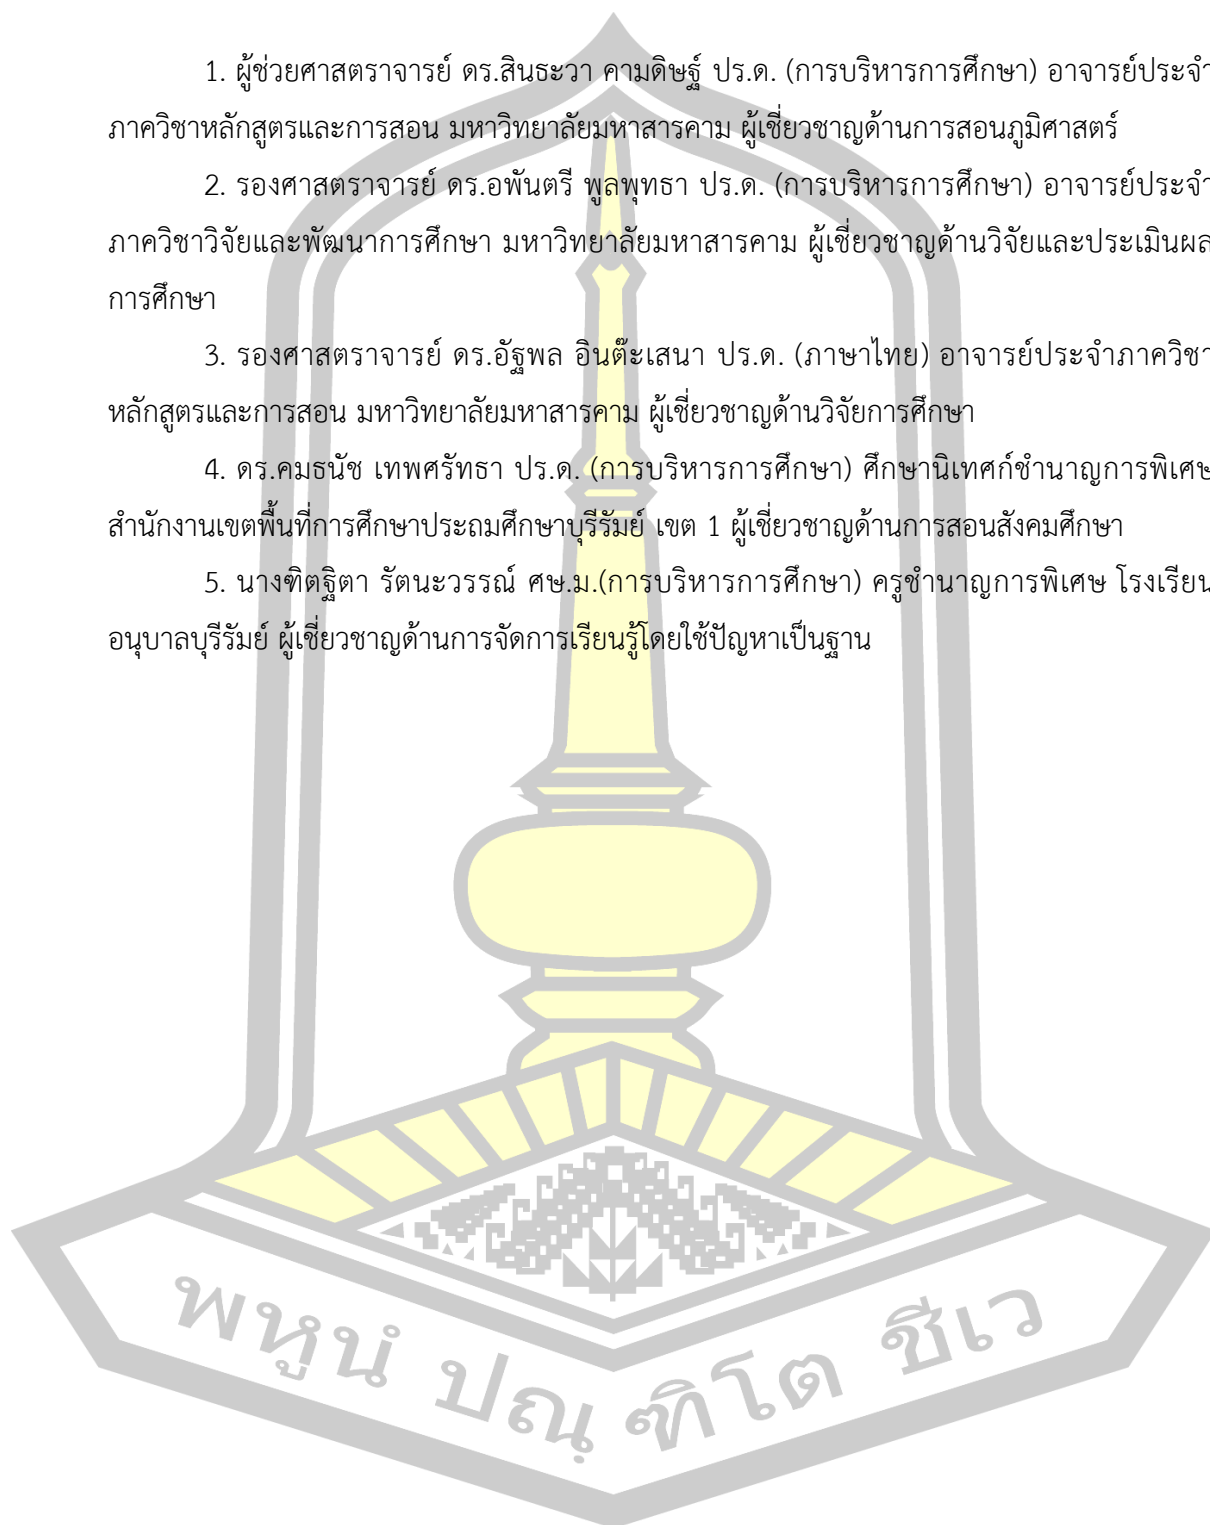 1. ผู้ช่วยศาสตราจารย์ ดร.สินธะวา คามดิษฐ์ ปร.ด. (การบริหารการศึกษา) อาจารย์ประจำ
ภาควิชาหลักสูตรและการสอน มหาวิทยาลัยมหาสารคาม ผู้เชี่ยวชาญด้านการสอนภูมิศาสตร์
2. รองศาสตราจารย์ ดร.อพันตรี พูลพุทธา ปร.ด. (การบริหารการศึกษา) อาจารย์ประจำ
ภาควิชาวิจัยและพัฒนาการศึกษา มหาวิทยาลัยมหาสารคาม ผู้เชี่ยวชาญด้านวิจัยและประเมินผล
การศึกษา
3. รองศาสตราจารย์ ดร.อัฐพล อินต๊ะเสนา ปร.ด. (ภาษาไทย) อาจารย์ประจำภาควิชา
หลักสูตรและการสอน มหาวิทยาลัยมหาสารคาม ผู้เชี่ยวชาญด้านวิจัยการศึกษา
4. ดร.คมธนัช เทพศรัทธา ปร.ด. (การบริหารการศึกษา) ศึกษานิเทศก์ชำนาญการพิเศษ
สำนักงานเขตพื้นที่การศึกษาประถมศึกษาบุรีรัมย์ เขต 1 ผู้เชี่ยวชาญด้านการสอนสังคมศึกษา
5. นางฑิตฐิตา รัตนะวรรณ์ ศษ.ม.(การบริหารการศึกษา) ครูชำนาญการพิเศษ โรงเรียน
อนุบาลบุรีรัมย์ ผู้เชี่ยวชาญด้านการจัดการเรียนรู้โดยใช้ปัญหาเป็นฐาน
พหูนํ ปณฺฑิโต ชีเว